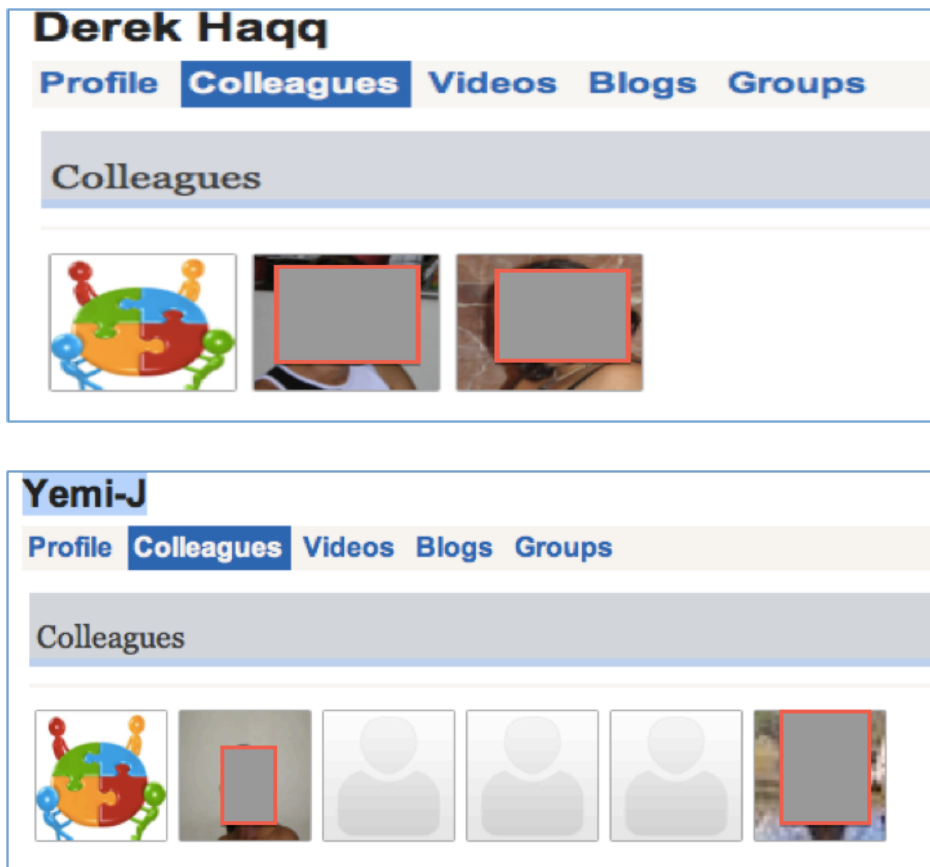 Derek Haqq
Profile Colleagues Videos Blogs Groups
Colleagues
Yemi-J
Profile Colleagues Videos Blogs Groups
Colleagues